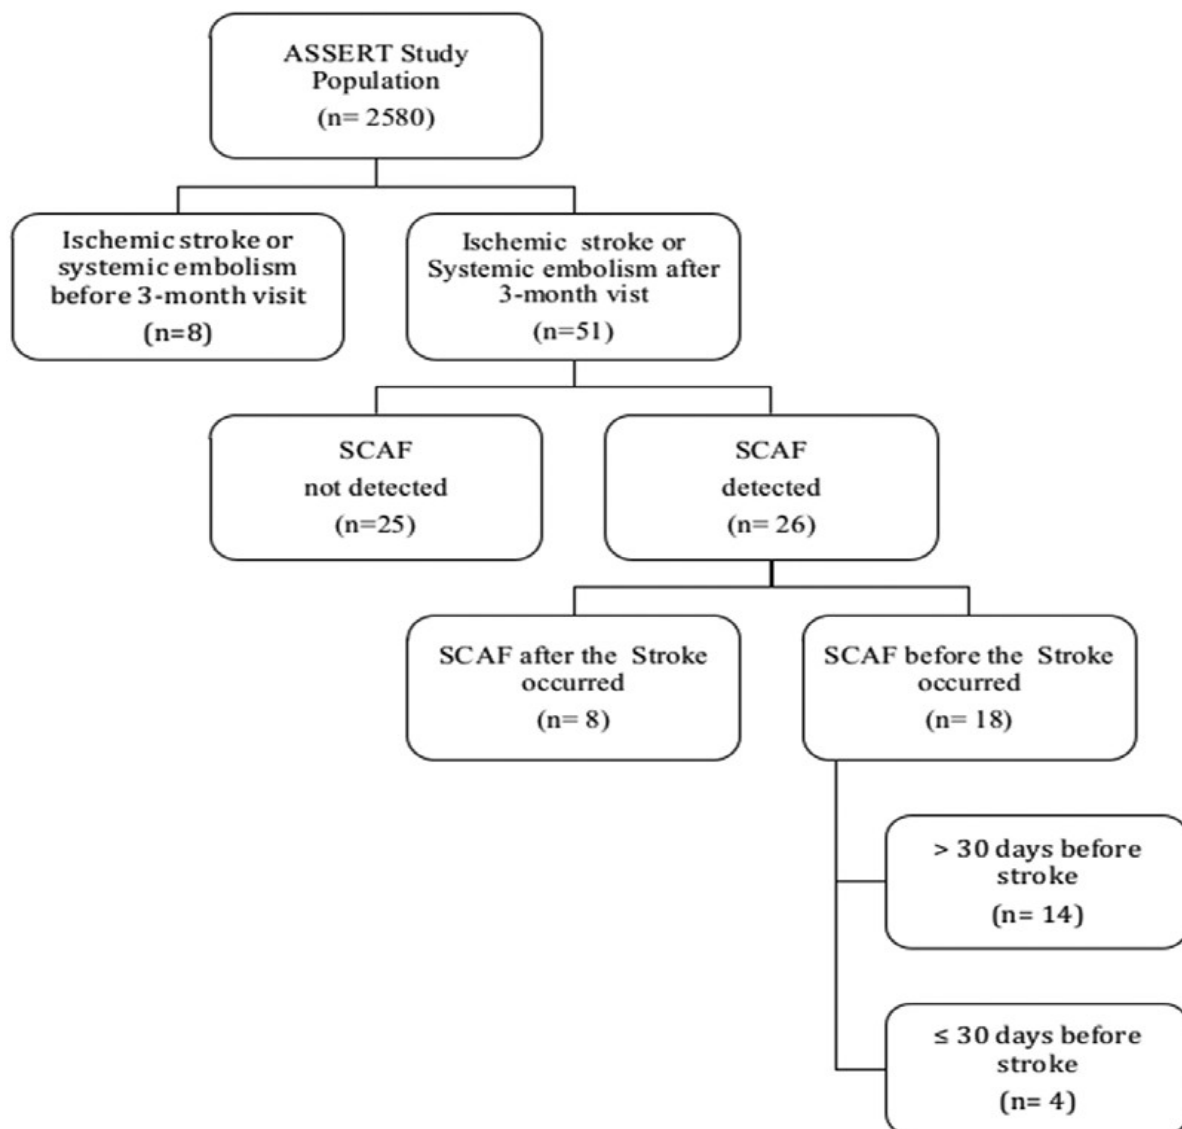 ASSERT Study
Population
(n= 2580)
Ischemic stroke or
systemic embolism
before 3-month visit
(n=8)
Ischemic stroke or
Systemic embolism after
3-month vist
(n=51)
SCAF
not detected
(n=25)
SCAF
detected
(n= 26)
SCAF after the Stroke
occurred
(n= 8)
SCAF before the Stroke
occurred
(n= 18)
> 30 days before
stroke
(n= 14)
≤ 30 days before
stroke
(n= 4)